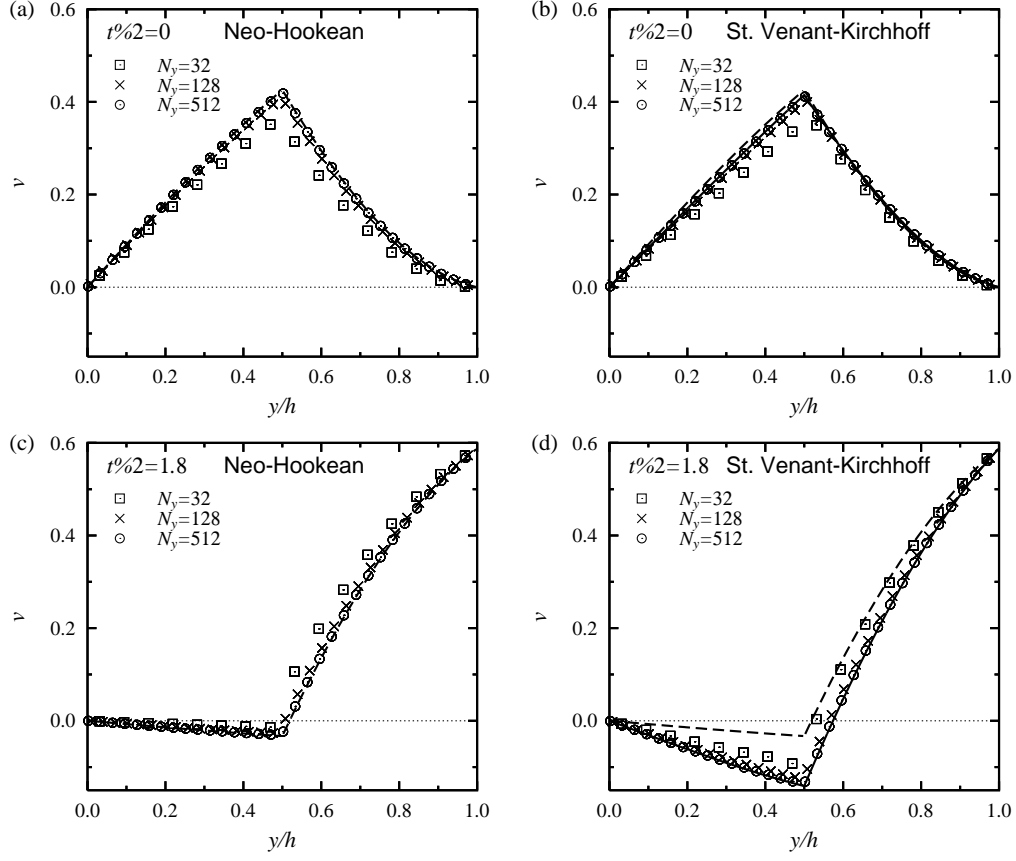 (a)
0.6
0.4
0.2
0.0
v
t%2=0 Neo-Hookean
N_y=32
N_y=128
N_y=512
0.0 0.2 0.4 0.6 0.8 1.0
y/h
(b)
0.6
0.4
0.2
0.0
v
t%2=0 St. Venant-Kirchhoff
N_y=32
N_y=128
N_y=512
0.0 0.2 0.4 0.6 0.8 1.0
y/h
(c)
0.6
0.4
0.2
0.0
v
t%2=1.8 Neo-Hookean
N_y=32
N_y=128
N_y=512
0.0 0.2 0.4 0.6 0.8 1.0
y/h
(d)
0.6
0.4
0.2
0.0
v
t%2=1.8 St. Venant-Kirchhoff
N_y=32
N_y=128
N_y=512
0.0 0.2 0.4 0.6 0.8 1.0
y/h